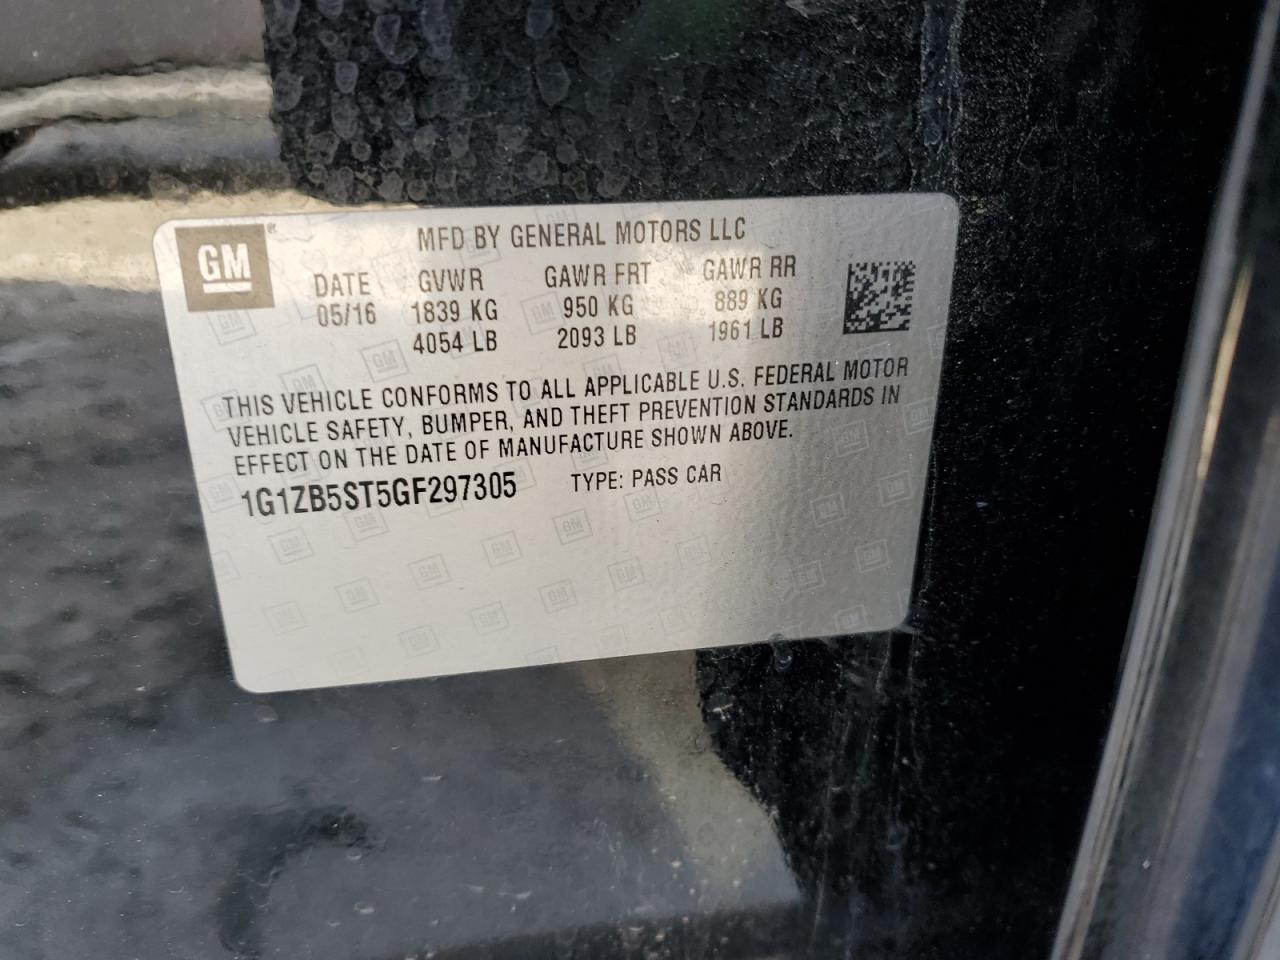 GM
MFD BY GENERAL MOTORS LLC
DATE GVWR GAWR FRT GAWR RR
05/16 1839 KG 950 KG 889 KG
4054 LB 2093 LB 1961 LB
THIS VEHICLE CONFORMS TO ALL APPLICABLE U.S. FEDERAL MOTOR
VEHICLE SAFETY, BUMPER, AND THEFT PREVENTION STANDARDS IN
EFFECT ON THE DATE OF MANUFACTURE SHOWN ABOVE.
1G1ZB5ST5GF297305 TYPE: PASS CAR